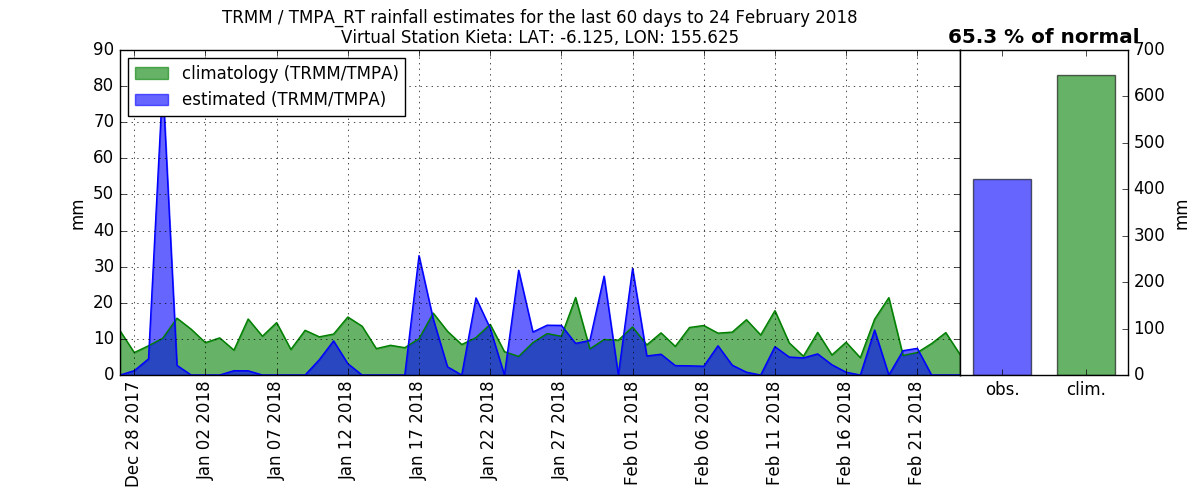 TRMM / TMPA_RT rainfall estimates for the last 60 days to 24 February 2018
Virtual Station Kieta: LAT: -6.125, LON: 155.625
65.3 % of normal
climatology (TRMM/TMPA)
estimated (TRMM/TMPA)
90
80
70
60
50
40
30
20
10
0
mm
Dec 28 2017
Jan 02 2018
Jan 07 2018
Jan 12 2018
Jan 17 2018
Jan 22 2018
Jan 27 2018
Feb 01 2018
Feb 06 2018
Feb 11 2018
Feb 16 2018
Feb 21 2018
obs.
clim.
700
600
500
400
300
200
100
0
mm